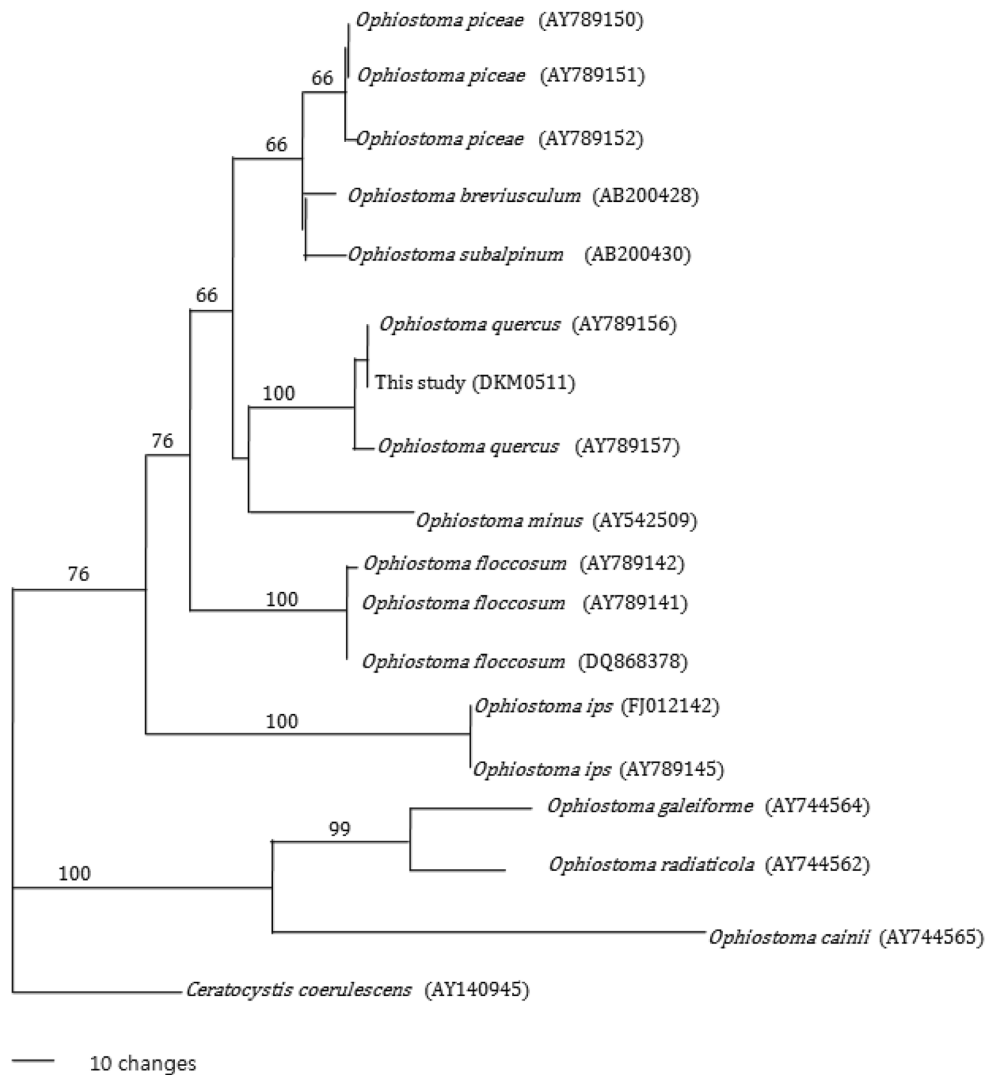 Ophiostoma piceae (AY789150)
66
Ophiostoma piceae (AY789151)
Ophiostoma piceae (AY789152)
66
Ophiostoma breviusculum (AB200428)
Ophiostoma subalpinum (AB200430)
66
Ophiostoma quercus (AY789156)
This study (DKM0511)
100
Ophiostoma quercus (AY789157)
76
Ophiostoma minus (AY542509)
Ophiostoma floccosum (AY789142)
76
100
Ophiostoma floccosum (AY789141)
Ophiostoma floccosum (DQ868378)
Ophiostoma ips (FJ012142)
100
Ophiostoma ips (AY789145)
Ophiostoma galeiforme (AY744564)
99
Ophiostoma radiaticola (AY744562)
100
Ophiostoma cainii (AY744565)
Ceratocystis coerulescens (AY140945)
10 changes